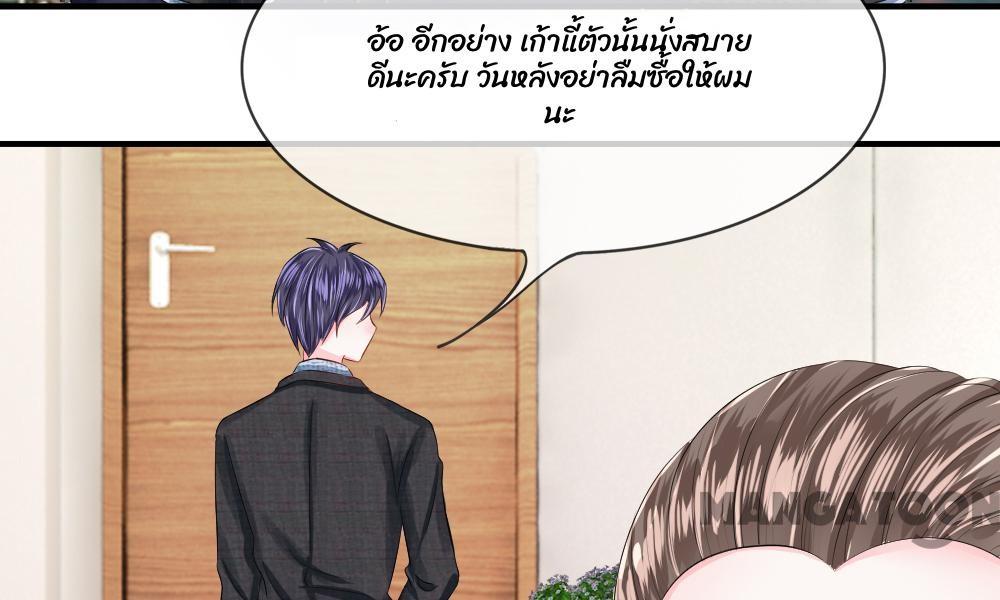 อ้อ อีกอย่าง เก้าแี้ตัวนั้นนั่งสบาย
ดีนะครับ วันหลังอย่าลืมซื้อให้ผม
นะ
MANGATOON